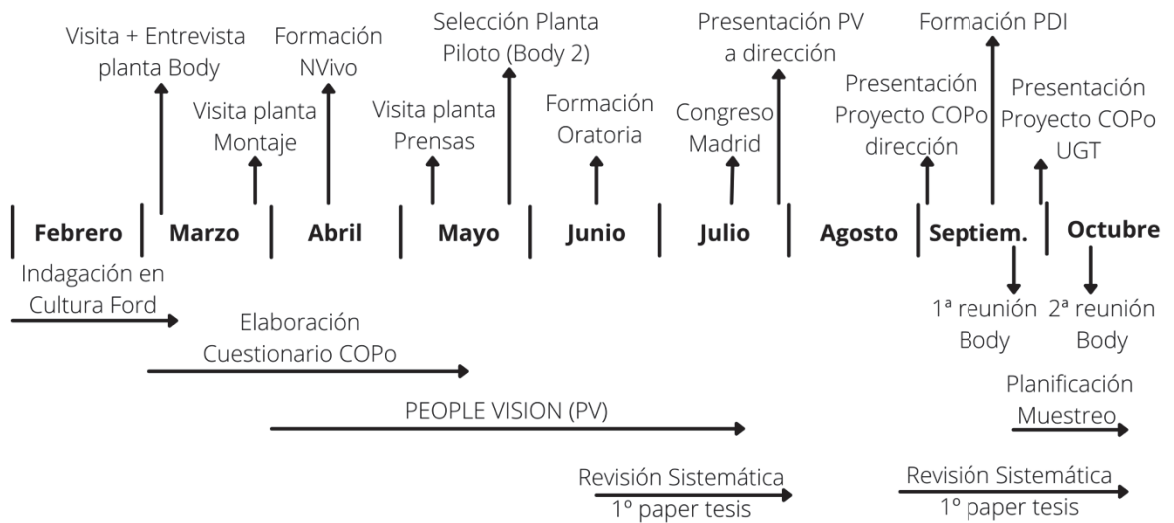 Visita + Entrevista
planta Body
Formación
NVivo
Selección Planta
Piloto (Body 2)
Presentación PV
a dirección
Formación PDI
Visita planta
Montaje
Visita planta
Prensas
Formación
Oratoria
Congreso
Madrid
Presentación
Proyecto COPo
dirección
Presentación
Proyecto COPo
UGT
Febrero
Marzo
Abril
Mayo
Junio
Julio
Agosto
Septiem.
Octubre
Indagación en
Cultura Ford
Elaboración
Cuestionario COPo
PEOPLE VISION (PV)
Revisión Sistemática
1º paper tesis
1ª reunión
Body
2ª reunión
Body
Planificación
Muestreo
Revisión Sistemática
1º paper tesis